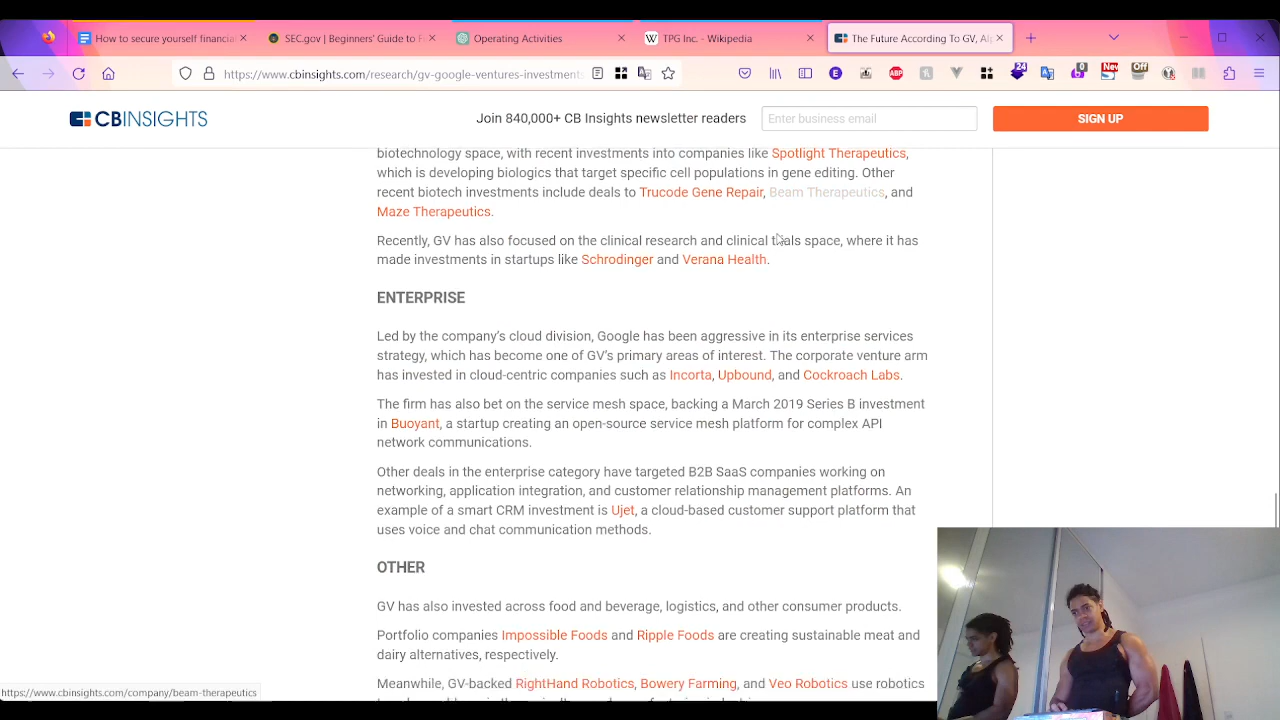 How to secure yourself financial
SEC.gov | Beginners' Guide to F
Operating Activities
TPG Inc. - Wikipedia
The Future According To GV, Al
https://www.cbinsights.com/research/gv-google-ventures-investments
ABP
24
0
New
Off
CBINSIGHTS
Join 840,000+ CB Insights newsletter readers
Enter business email
SIGN UP
biotechnology space, with recent investments into companies like Spotlight Therapeutics,
which is developing biologics that target specific cell populations in gene editing. Other
recent biotech investments include deals to Trucode Gene Repair, Beam Therapeutics, and
Maze Therapeutics.
Recently, GV has also focused on the clinical research and clinical trials space, where it has
made investments in startups like Schrodinger and Verana Health.
ENTERPRISE
Led by the company's cloud division, Google has been aggressive in its enterprise services
strategy, which has become one of GV's primary areas of interest. The corporate venture arm
has invested in cloud-centric companies such as Incorta, Upbound, and Cockroach Labs.
The firm has also bet on the service mesh space, backing a March 2019 Series B investment
in Buoyant, a startup creating an open-source service mesh platform for complex API
network communications.
Other deals in the enterprise category have targeted B2B SaaS companies working on
networking, application integration, and customer relationship management platforms. An
example of a smart CRM investment is Ujet, a cloud-based customer support platform that
uses voice and chat communication methods.
OTHER
GV has also invested across food and beverage, logistics, and other consumer products.
Portfolio companies Impossible Foods and Ripple Foods are creating sustainable meat and
dairy alternatives, respectively.
Meanwhile, GV-backed RightHand Robotics, Bowery Farming, and Veo Robotics use robotics
https://www.cbinsights.com/company/beam-therapeutics